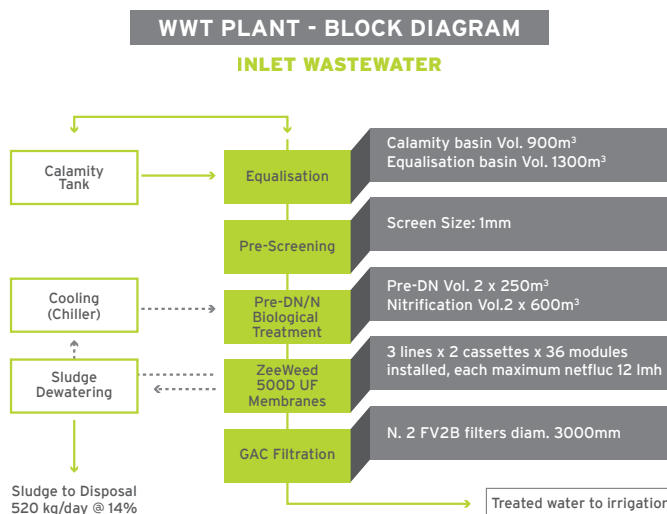 WWT PLANT - BLOCK DIAGRAM
INLET WASTEWATER
Calamity
Tank
Equalisation
Calamity basin Vol. 900m³
Equalisation basin Vol. 1300m³
Pre-Screening
Screen Size: 1mm
Cooling
(Chiller)
Pre-DN/N
Biological
Treatment
Pre-DN Vol. 2 x 250m³
Nitrification Vol.2 x 600m³
Sludge
Dewatering
ZeeWeed
500D UF
Membranes
3 lines x 2 cassettes x 36 modules
installed, each maximum netfluc 12 lmh
GAC Filtration
N. 2 FV2B filters diam. 3000mm
Sludge to Disposal
520 kg/day @ 14%
Treated water to irrigation